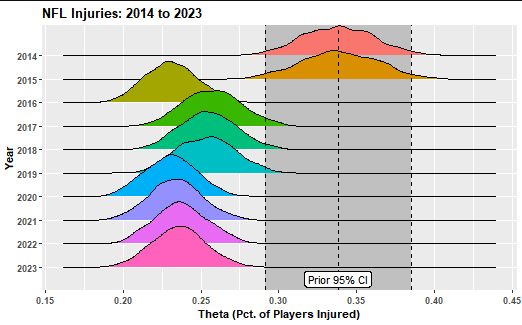 NFL Injuries: 2014 to 2023
2014
2015
2016
2017
2018
2019
2020
2021
2022
2023
Year
Prior 95% CI
0.15 0.20 0.25 0.30 0.35 0.40 0.45
Theta (Pct. of Players Injured)